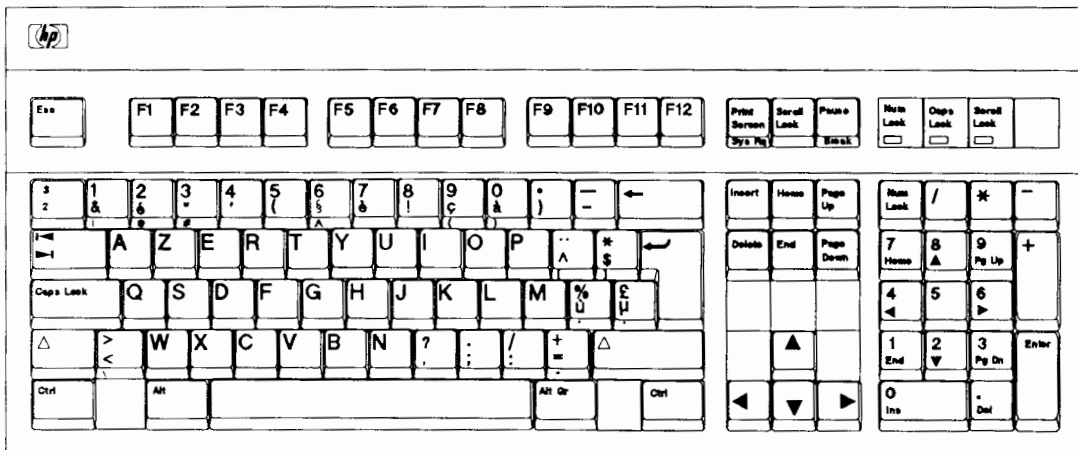 hp
Esc F1 F2 F3 F4 F5 F6 F7 F8 F9 F10 F11 F12 Print Screen Scroll Lock Pause Num Lock Caps Lock Scroll Lock
Sys Rq Break
3 1 2 3 4 5 6 7 8 9 0 ° — ← Insert Home Page Up Num Lock / * −
2 & é " ' ( § è ! ç à ) –
! @ # ^ { }
A Z E R T Y U I O P ¨ * Delete End Page Down 7 8 9 +
^ $ Home ▲ Pg Up
Caps Lock Q S D F G H J K L M % £ 4 5 6
ù µ ◄ ►
△ > W X C V B N ? . / + △ ▲ 1 2 3 Enter
< , ; : = End ▼ Pg Dn
\
Ctrl Alt Alt Gr Ctrl ◄ ▼ ► 0 .
Ins Del